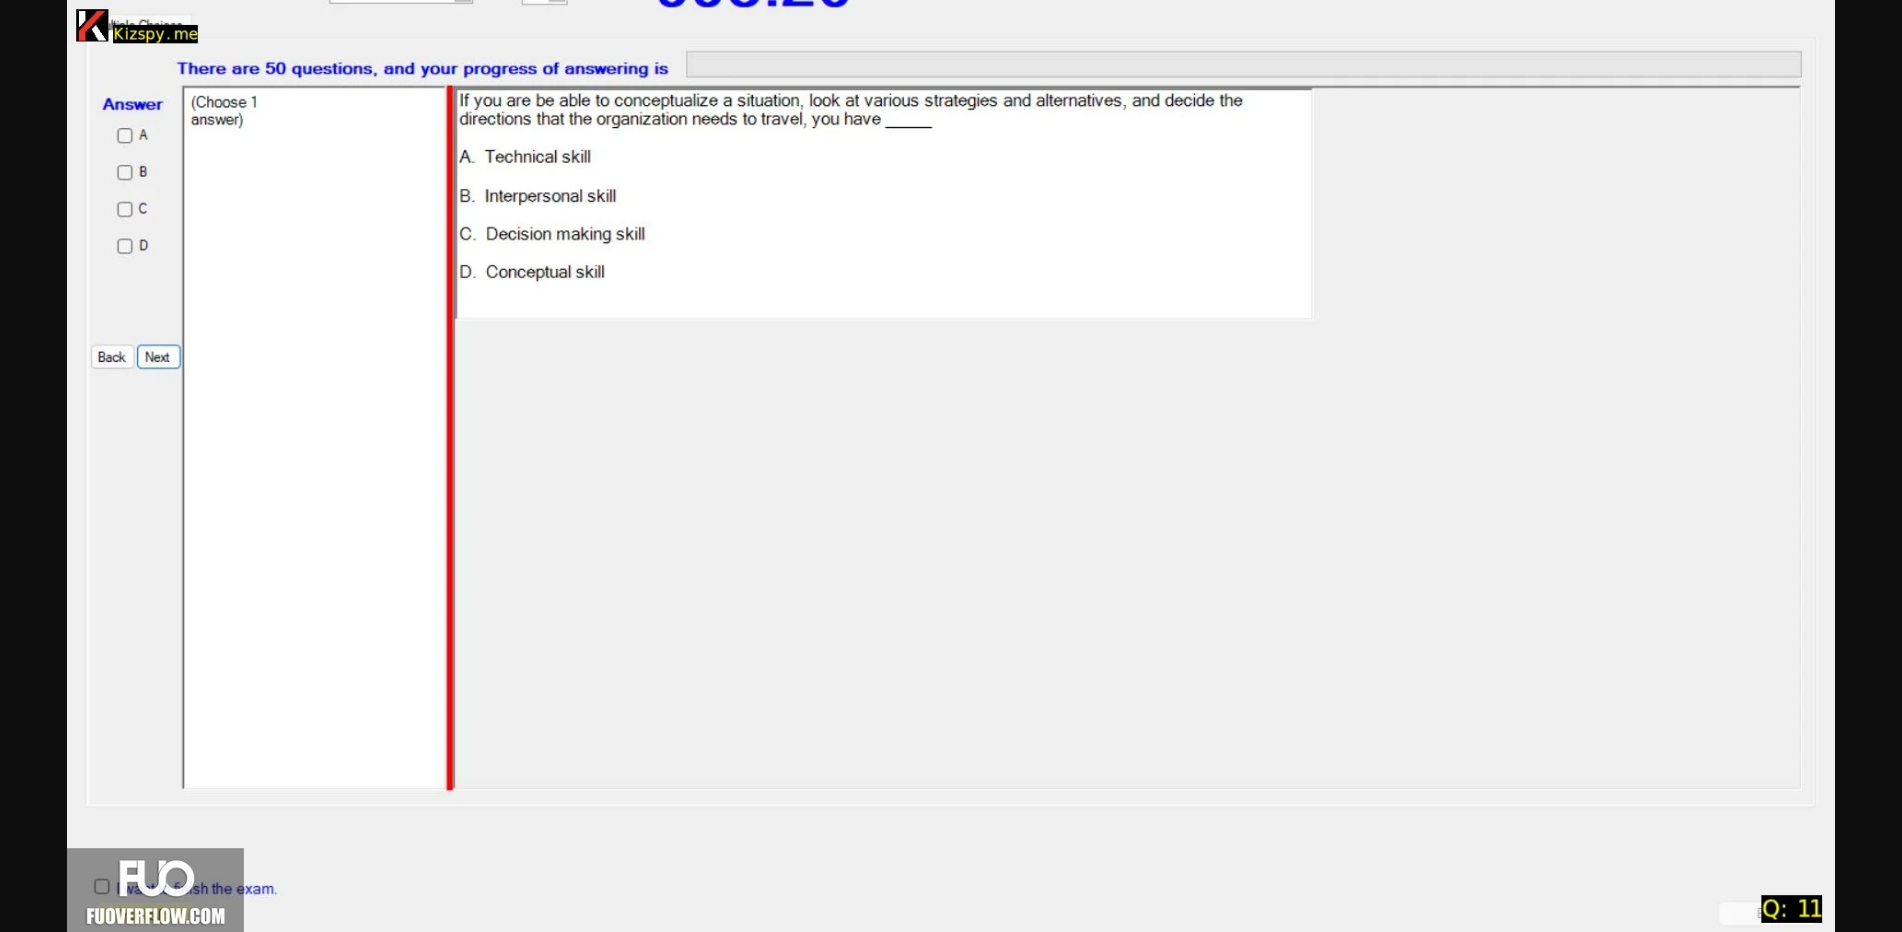 Kizspy.me
There are 50 questions, and your progress of answering is
Answer
(Choose 1
answer)
A
B
C
D
Back
Next
If you are be able to conceptualize a situation, look at various strategies and alternatives, and decide the
directions that the organization needs to travel, you have _____
A. Technical skill
B. Interpersonal skill
C. Decision making skill
D. Conceptual skill
FUO
the exam.
FUOVERFLOW.COM
Q: 11